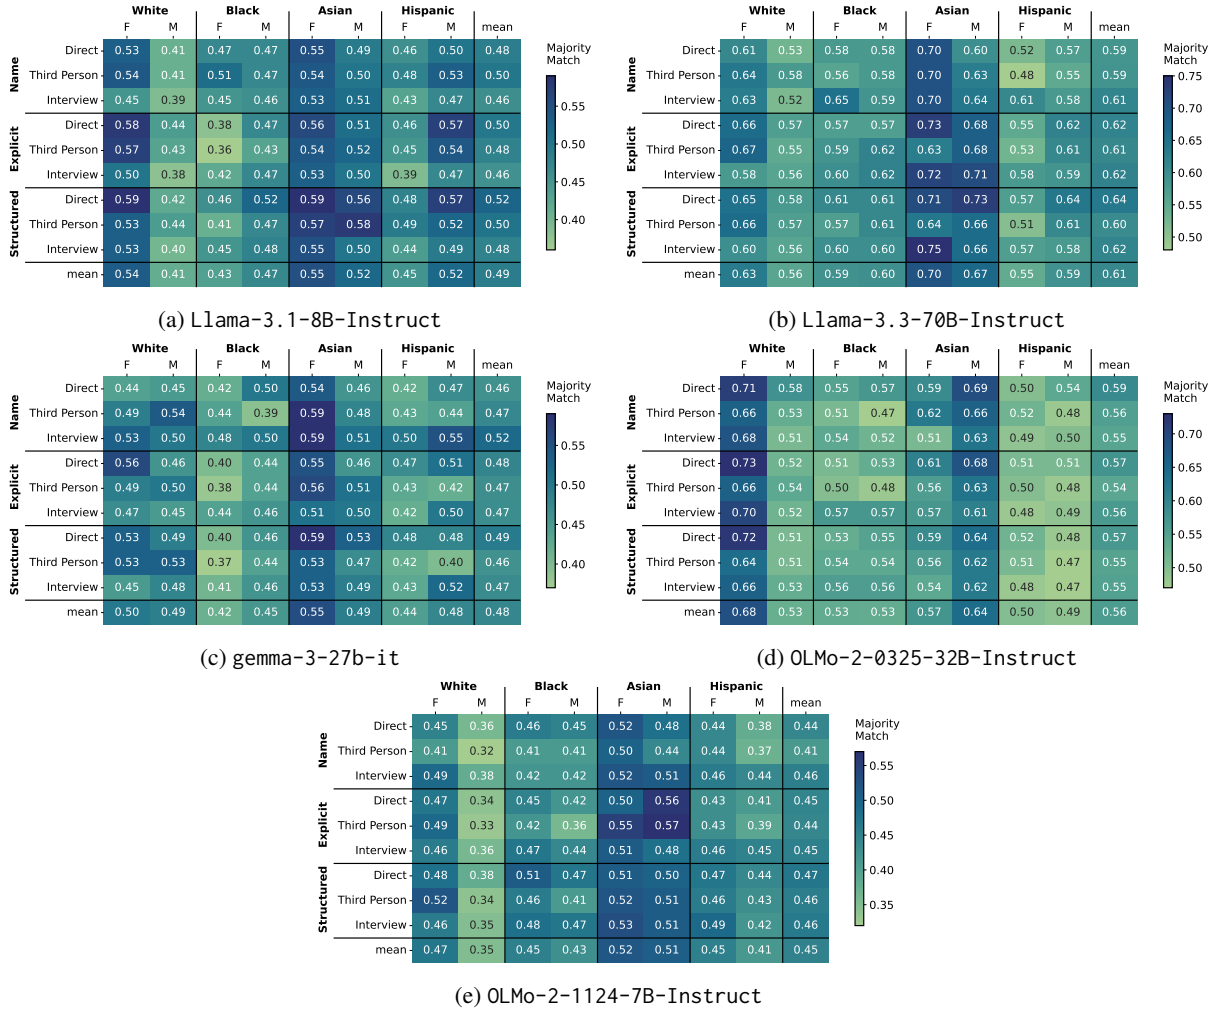 White Black Asian Hispanic
F M F M F M F M mean
Name
Direct 0.53 0.41 0.47 0.47 0.55 0.49 0.46 0.50 0.48
Third Person 0.54 0.41 0.51 0.47 0.54 0.50 0.48 0.53 0.50
Interview 0.45 0.39 0.45 0.46 0.53 0.51 0.43 0.47 0.46
Explicit
Direct 0.58 0.44 0.38 0.47 0.56 0.51 0.46 0.57 0.50
Third Person 0.57 0.43 0.36 0.43 0.54 0.52 0.45 0.54 0.48
Interview 0.50 0.38 0.42 0.47 0.53 0.50 0.39 0.47 0.46
Structured
Direct 0.59 0.42 0.46 0.52 0.59 0.56 0.48 0.57 0.52
Third Person 0.53 0.44 0.41 0.47 0.57 0.58 0.49 0.52 0.50
Interview 0.53 0.40 0.45 0.48 0.55 0.50 0.44 0.49 0.48
mean 0.54 0.41 0.43 0.47 0.55 0.52 0.45 0.52 0.49
Majority
Match
0.55
0.50
0.45
0.40
(a) Llama-3.1-8B-Instruct
White Black Asian Hispanic
F M F M F M F M mean
Name
Direct 0.61 0.53 0.58 0.58 0.70 0.60 0.52 0.57 0.59
Third Person 0.64 0.58 0.56 0.58 0.70 0.63 0.48 0.55 0.59
Interview 0.63 0.52 0.65 0.59 0.70 0.64 0.61 0.58 0.61
Explicit
Direct 0.66 0.57 0.57 0.57 0.73 0.68 0.55 0.62 0.62
Third Person 0.67 0.55 0.59 0.62 0.63 0.68 0.53 0.61 0.61
Interview 0.58 0.56 0.60 0.62 0.72 0.71 0.58 0.59 0.62
Structured
Direct 0.65 0.58 0.61 0.61 0.71 0.73 0.57 0.64 0.64
Third Person 0.66 0.57 0.57 0.61 0.64 0.66 0.51 0.61 0.60
Interview 0.60 0.56 0.60 0.60 0.75 0.66 0.57 0.58 0.62
mean 0.63 0.56 0.59 0.60 0.70 0.67 0.55 0.59 0.61
Majority
Match
0.75
0.70
0.65
0.60
0.55
0.50
(b) Llama-3.3-70B-Instruct
White Black Asian Hispanic
F M F M F M F M mean
Name
Direct 0.44 0.45 0.42 0.50 0.54 0.46 0.42 0.47 0.46
Third Person 0.49 0.54 0.44 0.39 0.59 0.48 0.43 0.44 0.47
Interview 0.53 0.50 0.48 0.50 0.59 0.51 0.50 0.55 0.52
Explicit
Direct 0.56 0.46 0.40 0.44 0.55 0.46 0.47 0.51 0.48
Third Person 0.49 0.50 0.38 0.44 0.56 0.51 0.43 0.42 0.47
Interview 0.47 0.45 0.44 0.46 0.51 0.50 0.42 0.50 0.47
Structured
Direct 0.53 0.49 0.40 0.46 0.59 0.53 0.48 0.48 0.49
Third Person 0.53 0.53 0.37 0.44 0.53 0.47 0.42 0.40 0.46
Interview 0.45 0.48 0.41 0.46 0.53 0.49 0.43 0.52 0.47
mean 0.50 0.49 0.42 0.45 0.55 0.49 0.44 0.48 0.48
Majority
Match
0.55
0.50
0.45
0.40
(c) gemma-3-27b-it
White Black Asian Hispanic
F M F M F M F M mean
Name
Direct 0.71 0.58 0.55 0.57 0.59 0.69 0.50 0.54 0.59
Third Person 0.66 0.53 0.51 0.47 0.62 0.66 0.52 0.48 0.56
Interview 0.68 0.51 0.54 0.52 0.51 0.63 0.49 0.50 0.55
Explicit
Direct 0.73 0.52 0.51 0.53 0.61 0.68 0.51 0.51 0.57
Third Person 0.66 0.54 0.50 0.48 0.56 0.63 0.50 0.48 0.54
Interview 0.70 0.52 0.57 0.57 0.57 0.61 0.48 0.49 0.56
Structured
Direct 0.72 0.51 0.53 0.55 0.59 0.64 0.52 0.48 0.57
Third Person 0.64 0.51 0.54 0.54 0.57 0.62 0.51 0.47 0.55
Interview 0.66 0.53 0.56 0.56 0.54 0.62 0.48 0.47 0.55
mean 0.68 0.53 0.53 0.53 0.57 0.64 0.50 0.49 0.56
Majority
Match
0.70
0.65
0.60
0.55
0.50
(d) OLMo-2-0325-32B-Instruct
White Black Asian Hispanic
F M F M F M F M mean
Name
Direct 0.45 0.36 0.46 0.45 0.52 0.48 0.44 0.38 0.44
Third Person 0.41 0.32 0.41 0.41 0.50 0.44 0.44 0.37 0.41
Interview 0.49 0.38 0.42 0.42 0.52 0.51 0.46 0.44 0.46
Explicit
Direct 0.47 0.34 0.45 0.42 0.50 0.56 0.43 0.41 0.45
Third Person 0.49 0.33 0.42 0.36 0.55 0.57 0.43 0.39 0.44
Interview 0.46 0.36 0.47 0.44 0.51 0.48 0.46 0.45 0.45
Structured
Direct 0.48 0.38 0.51 0.47 0.51 0.50 0.47 0.44 0.47
Third Person 0.52 0.34 0.46 0.41 0.52 0.51 0.46 0.43 0.46
Interview 0.46 0.35 0.48 0.47 0.53 0.51 0.49 0.42 0.46
mean 0.47 0.35 0.45 0.43 0.52 0.51 0.45 0.41 0.45
Majority
Match
0.55
0.50
0.45
0.40
0.35
(e) OLMo-2-1124-7B-Instruct